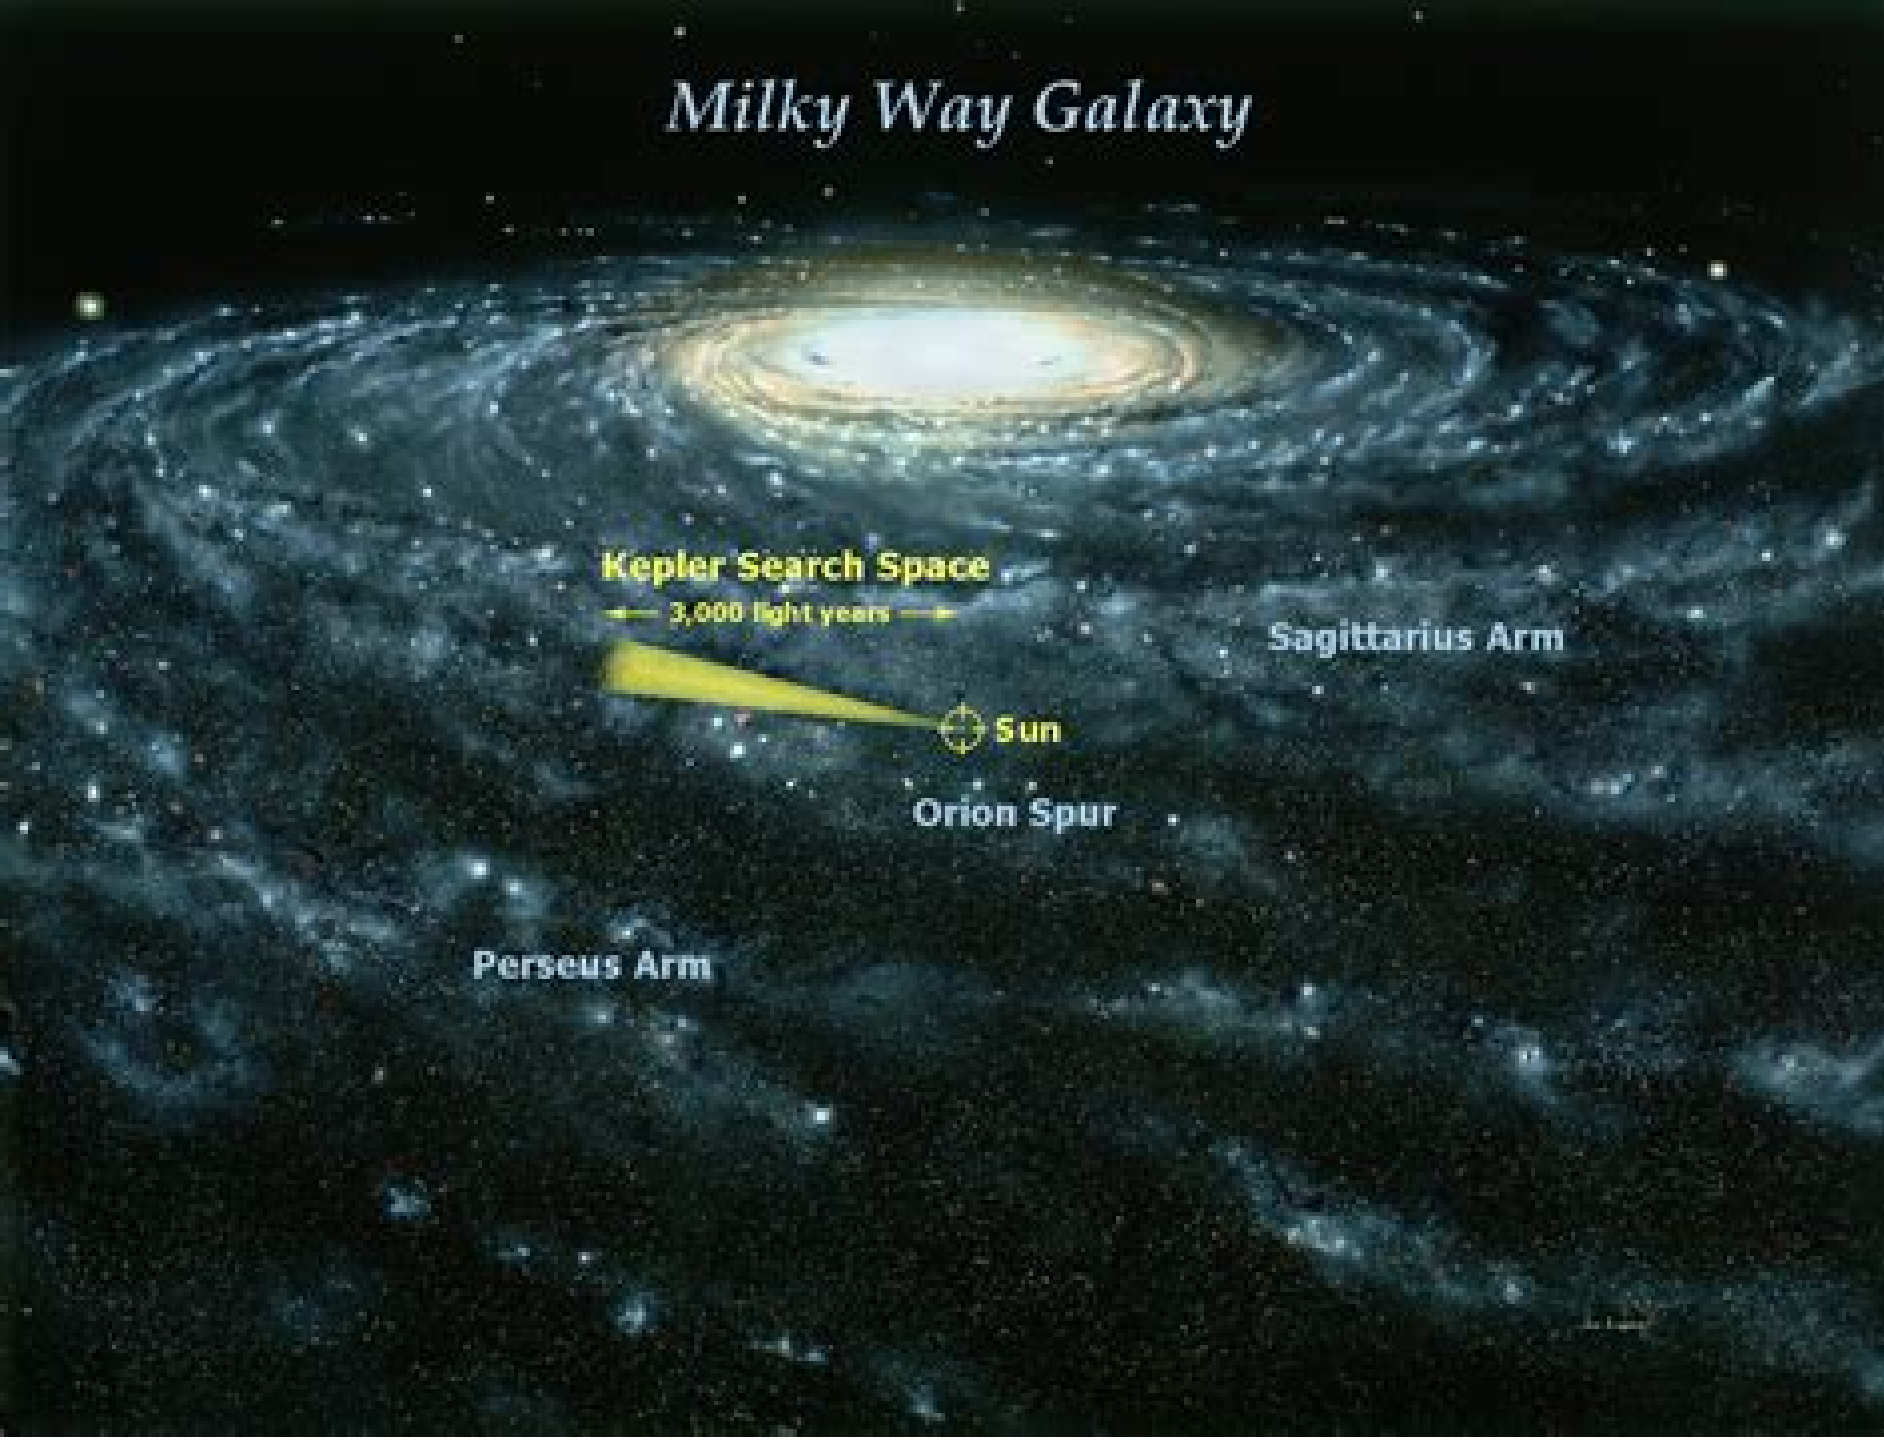 Milky Way Galaxy
Kepler Search Space
3,000 light years
Sagittarius Arm
Sun
Orion Spur
Perseus Arm